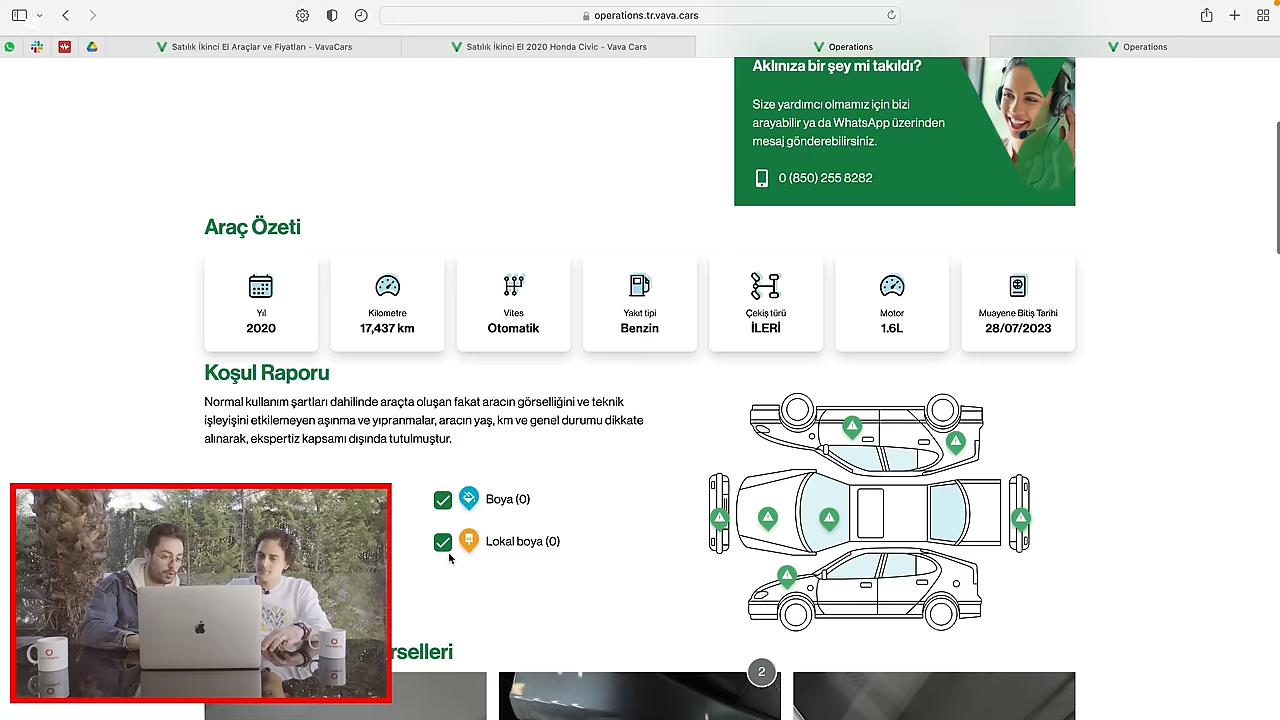 operations.tr.vava.cars
Satılık İkinci El Araçlar ve Fiyatları - VavaCars
Satılık İkinci El 2020 Honda Civic - Vava Cars
Operations
Operations
Aklınıza bir şey mi takıldı?
Size yardımcı olmamız için bizi
arayabilir ya da WhatsApp üzerinden
mesaj gönderebilirsiniz.
0 (850) 255 8282
Araç Özeti
Yıl
2020
Kilometre
17,437 km
Vites
Otomatik
Yakıt tipi
Benzin
Çekiş türü
İLERİ
Motor
1.6L
Muayene Bitiş Tarihi
28/07/2023
Koşul Raporu
Normal kullanım şartları dahilinde araçta oluşan fakat aracın görselliğini ve teknik
işleyişini etkilemeyen aşınma ve yıpranmalar, aracın yaş, km ve genel durumu dikkate
alınarak, ekspertiz kapsamı dışında tutulmuştur.
Boya (0)
Lokal boya (0)
rselleri
2